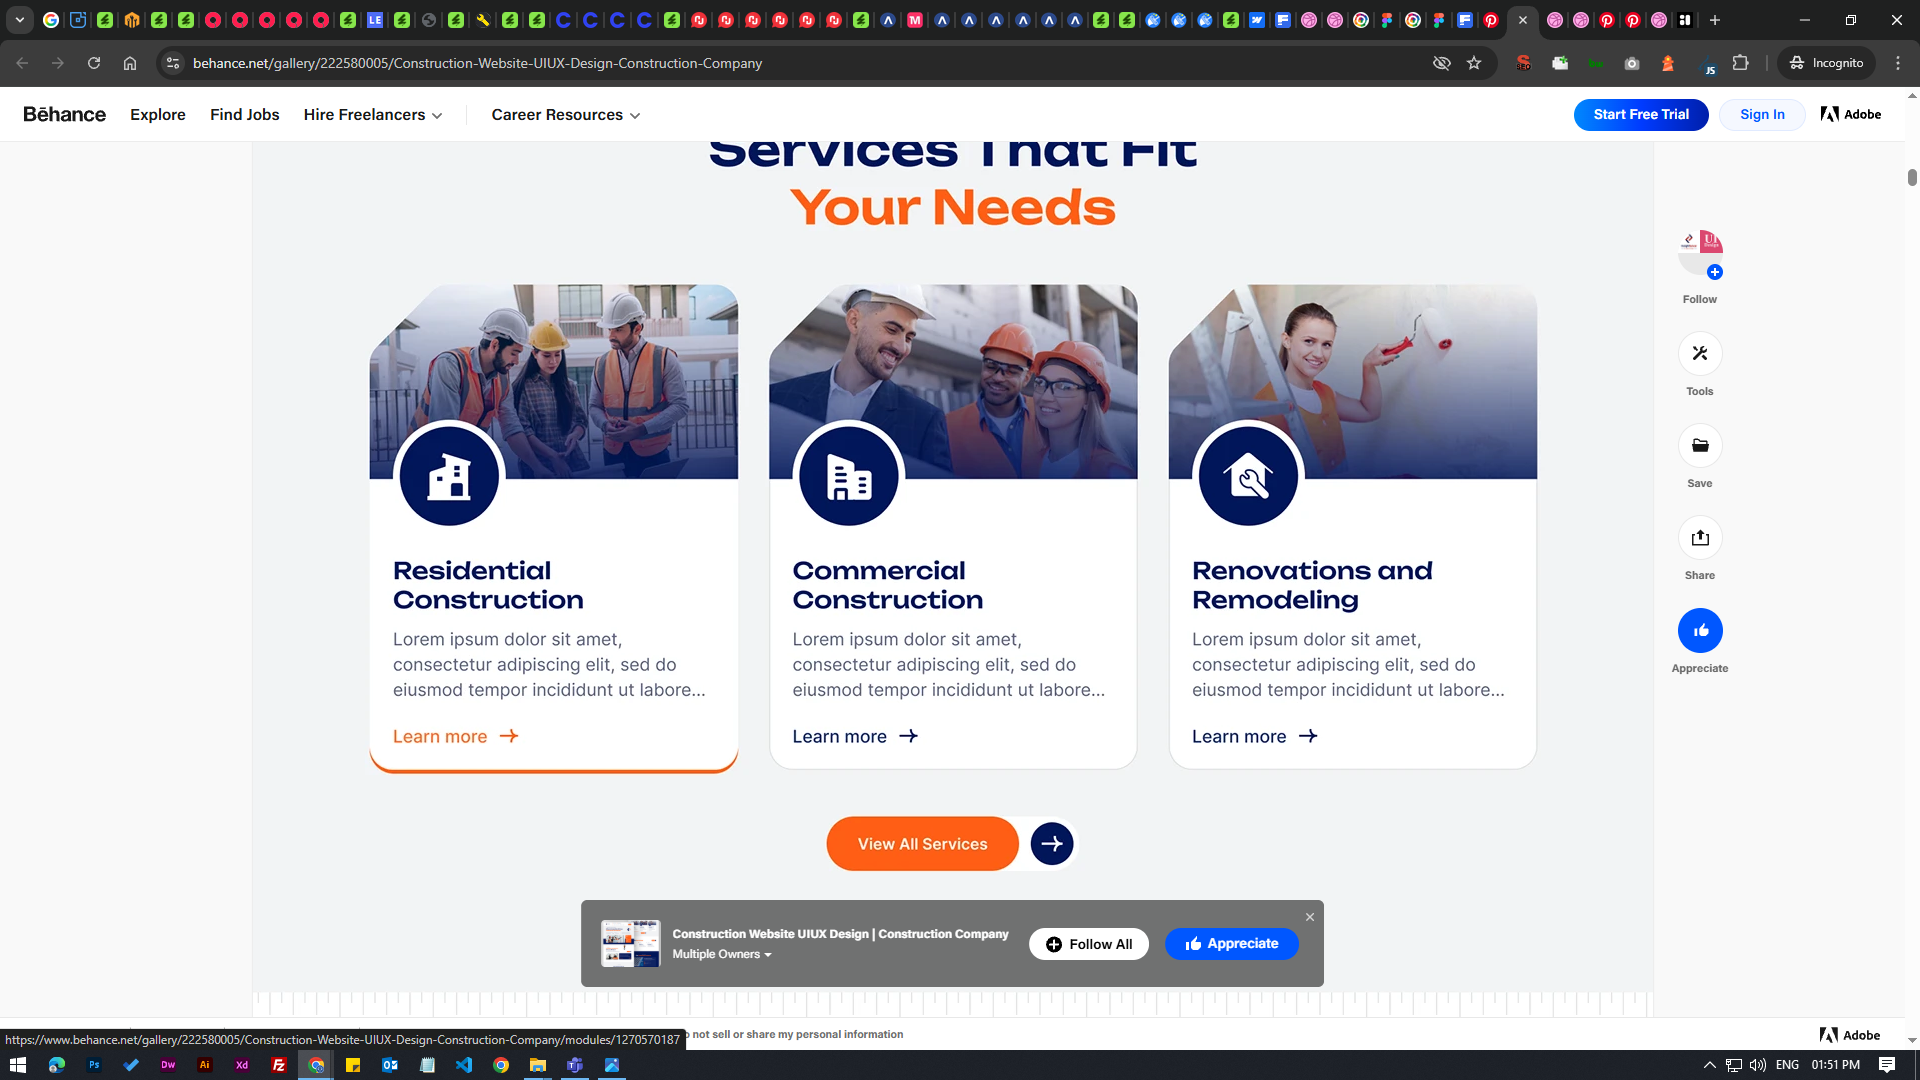 behance.net/gallery/222580005/Construction-Website-UIUX-Design-Construction-Company
Incognito
Bēhance
Explore
Find Jobs
Hire Freelancers
Career Resources
Start Free Trial
Sign In
Adobe
Services That Fit
Your Needs
Follow
Tools
Save
Share
Appreciate
Residential
Construction
Lorem ipsum dolor sit amet,
consectetur adipiscing elit, sed do
eiusmod tempor incididunt ut labore...
Learn more
Commercial
Construction
Lorem ipsum dolor sit amet,
consectetur adipiscing elit, sed do
eiusmod tempor incididunt ut labore...
Learn more
Renovations and
Remodeling
Lorem ipsum dolor sit amet,
consectetur adipiscing elit, sed do
eiusmod tempor incididunt ut labore...
Learn more
View All Services
Construction Website UIUX Design | Construction Company
Multiple Owners
Follow All
Appreciate
not sell or share my personal information
Adobe
https://www.behance.net/gallery/222580005/Construction-Website-UIUX-Design-Construction-Company/modules/1270570187
ENG
01:51 PM